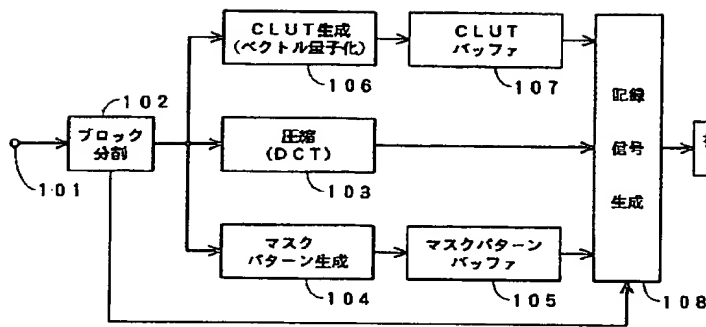 CLUT生成
(ベクトル量子化)
106
CLUT
バッファ
107
102
ブロック
分割
101
圧縮
(DCT)
103
マスク
パターン生成
104
マスクパターン
バッファ
105
記録
信号
生成
108